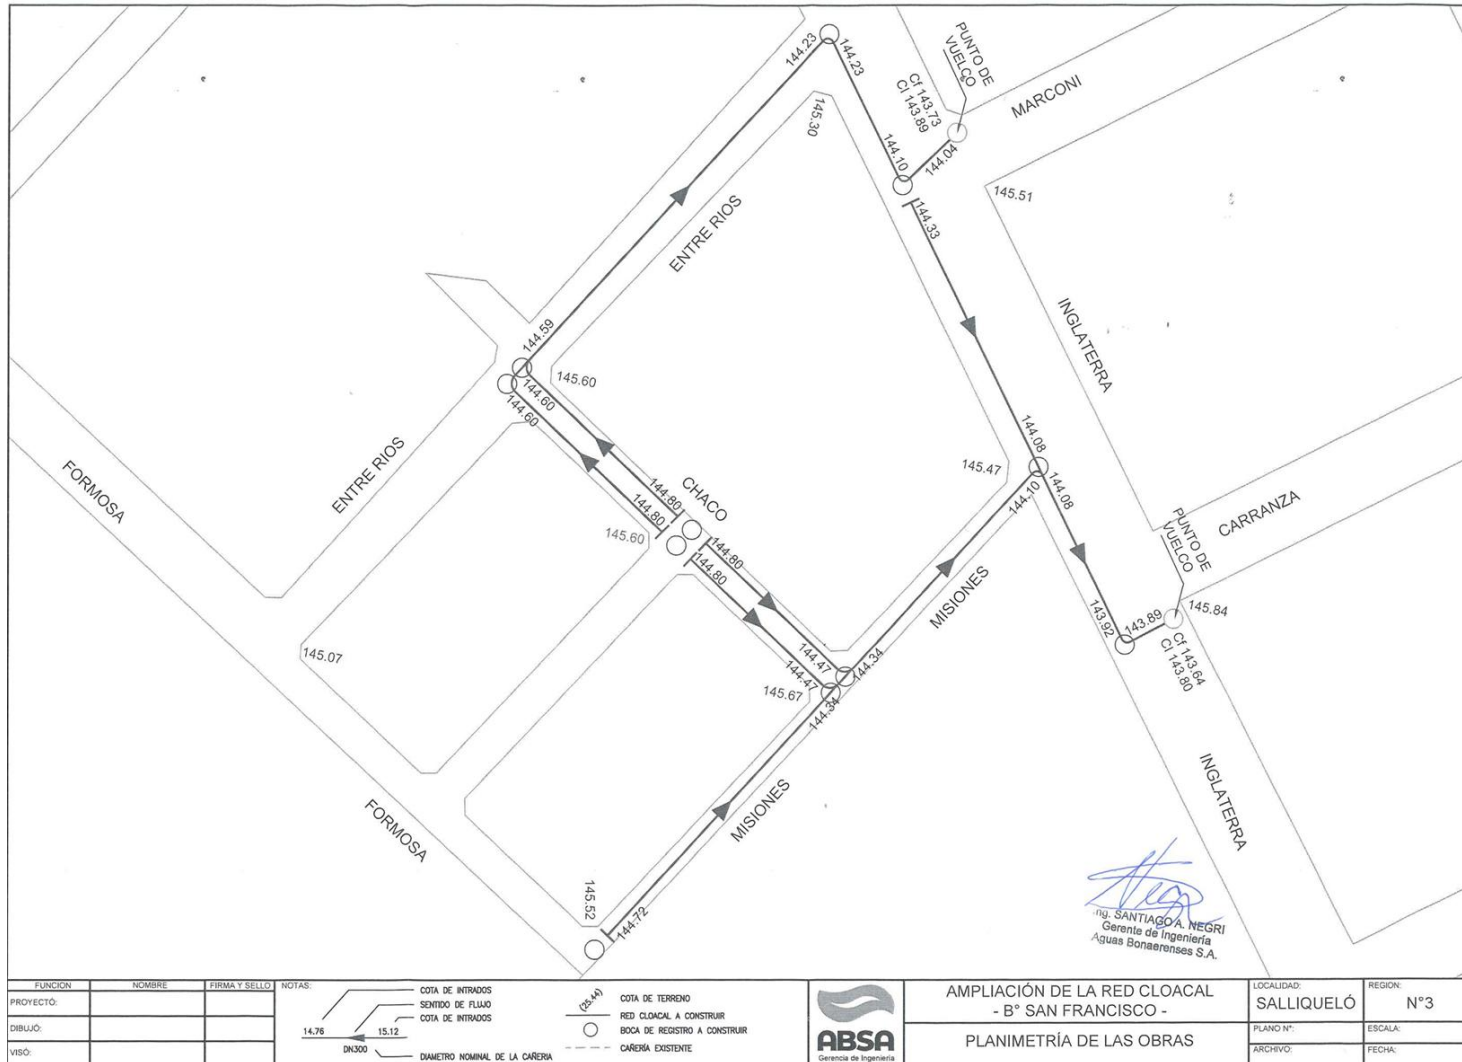 144.23
144.23
PUNTO DE
VUELCO
MARCONI
Cf 143.73
CI 143.89
145.30
144.10
144.04
145.51
144.33
ENTRE RIOS
INGLATERRA
144.59
145.60
144.60
144.60
144.08
144.08
145.47
144.10
FORMOSA
ENTRE RIOS
CHACO
144.80
144.80
145.60
144.80
144.80
CARRANZA
PUNTO DE
VUELCO
MISIONES
143.92
143.89
145.84
Cf 143.64
CI 143.80
145.07
144.47
144.47
144.34
145.67
144.34
MISIONES
FORMOSA
INGLATERRA
145.52
144.72
Ing. SANTIAGO A. NEGRI
Gerente de Ingeniería
Aguas Bonaerenses S.A.
FUNCION
NOMBRE
FIRMA Y SELLO
PROYECTÓ:
DIBUJÓ:
VISÓ:
NOTAS:
COTA DE INTRADOS
SENTIDO DE FLUJO
COTA DE INTRADOS
14.76
15.12
DN300
DIAMETRO NOMINAL DE LA CAÑERIA
(25.44)
COTA DE TERRENO
RED CLOACAL A CONSTRUIR
BOCA DE REGISTRO A CONSTRUIR
CAÑERÍA EXISTENTE
ABSA
Gerencia de Ingeniería
AMPLIACIÓN DE LA RED CLOACAL
- B° SAN FRANCISCO -
PLANIMETRÍA DE LAS OBRAS
LOCALIDAD:
SALLIQUELÓ
REGION:
N°3
PLANO N°:
ESCALA:
ARCHIVO:
FECHA: